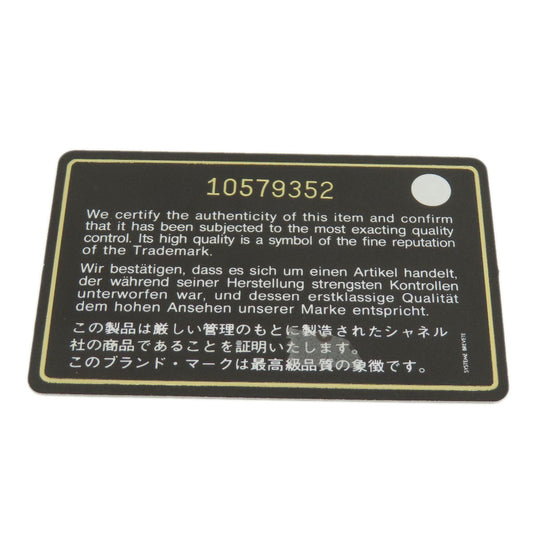 10579352
We certify the authenticity of this item and confirm
that it has been subjected to the most exacting quality
control. Its high quality is a symbol of the fine reputation
of the Trademark.
Wir bestätigen, dass es sich um einen Artikel handelt,
der während seiner Herstellung strengsten Kontrollen
unterworfen war, und dessen erstklassige Qualität
dem hohen Ansehen unserer Marke entspricht.
この製品は厳しい管理のもとに製造されたシャネル
社の商品であることを証明いたします。
このブランド・マークは最高級品質の象徴です。
SYSTEME BREVETE